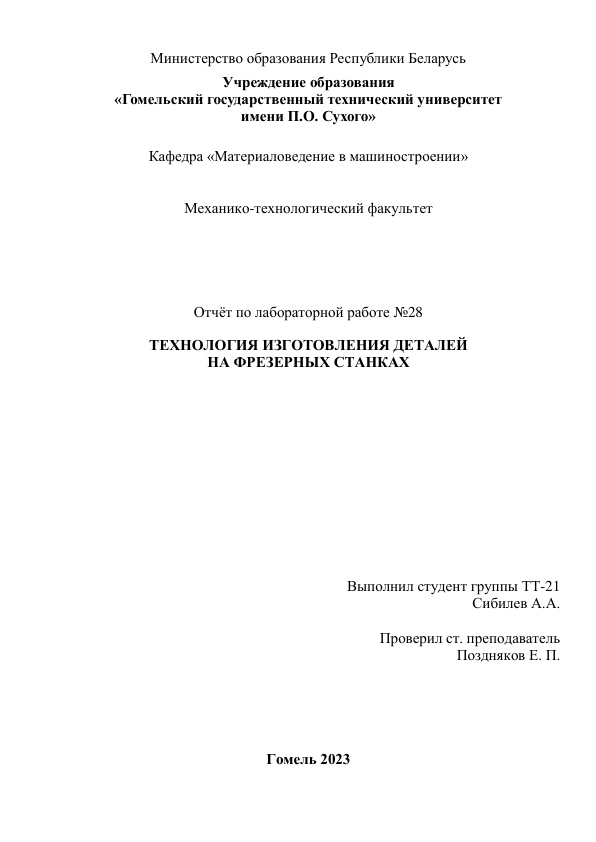 Министерство образования Республики Беларусь
Учреждение образования
«Гомельский государственный технический университет
имени П.О. Сухого»
Кафедра «Материаловедение в машиностроении»
Механико-технологический факультет
Отчёт по лабораторной работе №28
ТЕХНОЛОГИЯ ИЗГОТОВЛЕНИЯ ДЕТАЛЕЙ
НА ФРЕЗЕРНЫХ СТАНКАХ
Выполнил студент группы ТТ-21
Сибилев А.А.
Проверил ст. преподаватель
Поздняков Е. П.
Гомель 2023